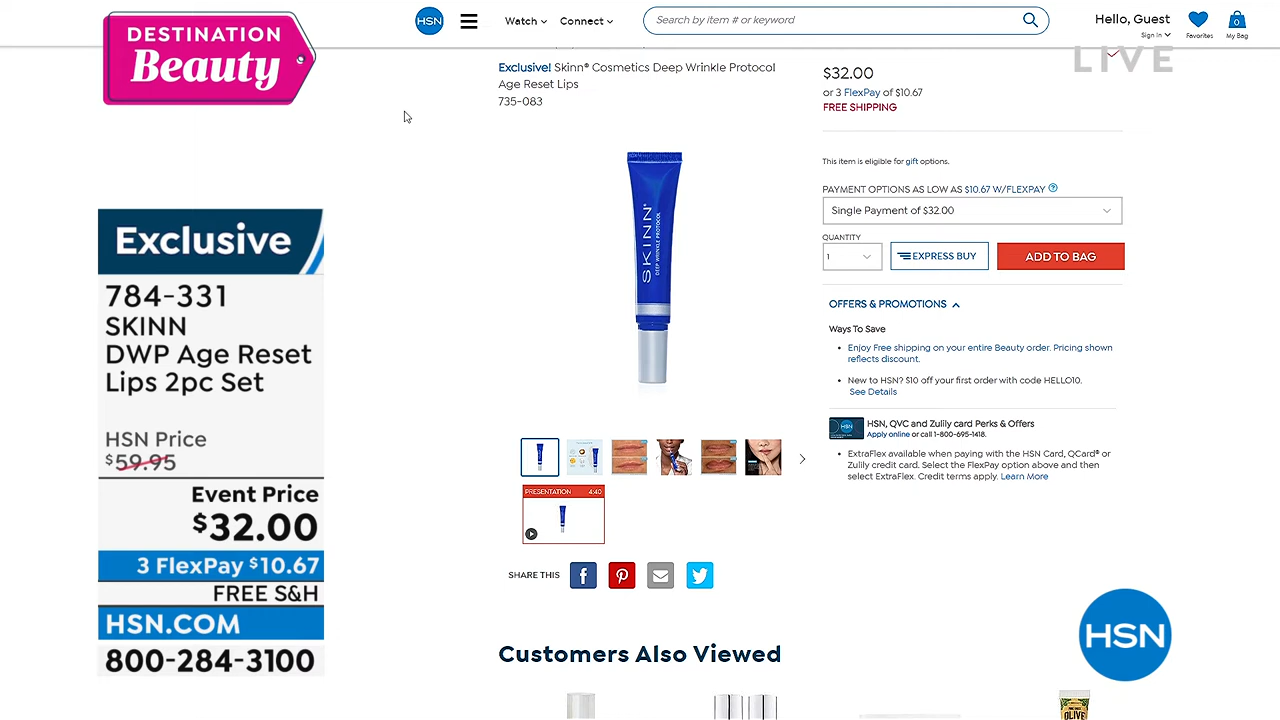 DESTINATION
Beauty
HSN
Watch
Connect
Search by item # or keyword
Hello, Guest
Sign In
Favorites
0
My Bag
LIVE
Exclusive! Skinn® Cosmetics Deep Wrinkle Protocol
Age Reset Lips
735-083
$32.00
or 3 FlexPay of $10.67
FREE SHIPPING
This item is eligible for gift options.
PAYMENT OPTIONS AS LOW AS $10.67 W/FLEXPAY ?
Single Payment of $32.00
QUANTITY
1
EXPRESS BUY
ADD TO BAG
OFFERS & PROMOTIONS
Ways To Save
• Enjoy Free shipping on your entire Beauty order. Pricing shown
reflects discount.
• New to HSN? $10 off your first order with code HELLO10.
See Details
HSN
HSN, QVC and Zulily card Perks & Offers
Apply online or call 1-800-695-1418.
• ExtraFlex available when paying with the HSN Card, QCard® or
Zulily credit card. Select the FlexPay option above and then
select ExtraFlex. Credit terms apply. Learn More
SKINN®
DEEP WRINKLE PROTOCOL
PRESENTATION 4:40
SHARE THIS
Customers Also Viewed
OLIVE
Exclusive
784-331
SKINN
DWP Age Reset
Lips 2pc Set
HSN Price
$59.95
Event Price
$32.00
3 FlexPay $10.67
FREE S&H
HSN.COM
800-284-3100
HSN